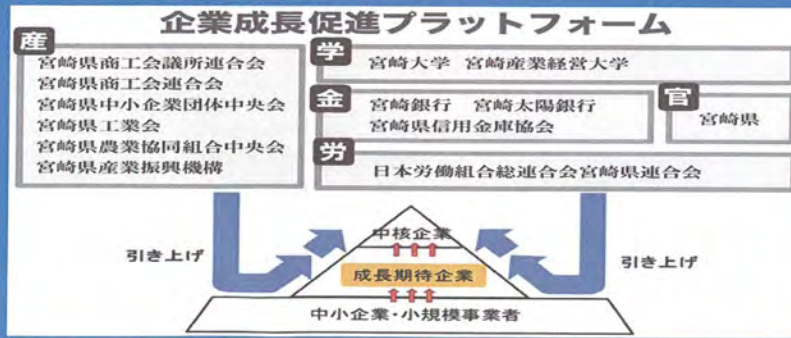 企業成長促進プラットフォーム
産
宮崎県商工会議所連合会
宮崎県商工会連合会
宮崎県中小企業団体中央会
宮崎県工業会
宮崎県農業協同組合中央会
宮崎県産業振興機構
学
宮崎大学 宮崎産業経営大学
金
宮崎銀行 宮崎太陽銀行
宮崎県信用金庫協会
官
宮崎県
労
日本労働組合総連合会宮崎県連合会
引き上げ
中核企業
成長期待企業
中小企業・小規模事業者
引き上げ